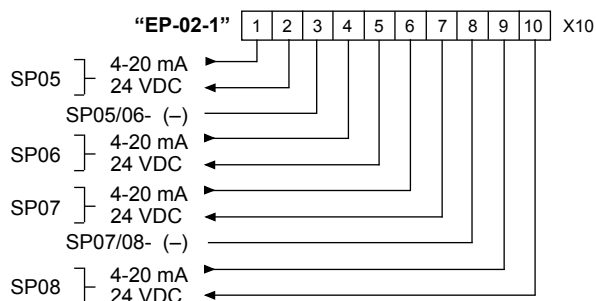 “EP-02-1” 1 2 3 4 5 6 7 8 9 10 X10
4-20 mA
SP05
24 VDC
SP05/06- (–)
4-20 mA
SP06
24 VDC
4-20 mA
SP07
24 VDC
SP07/08- (–)
4-20 mA
SP08
24 VDC